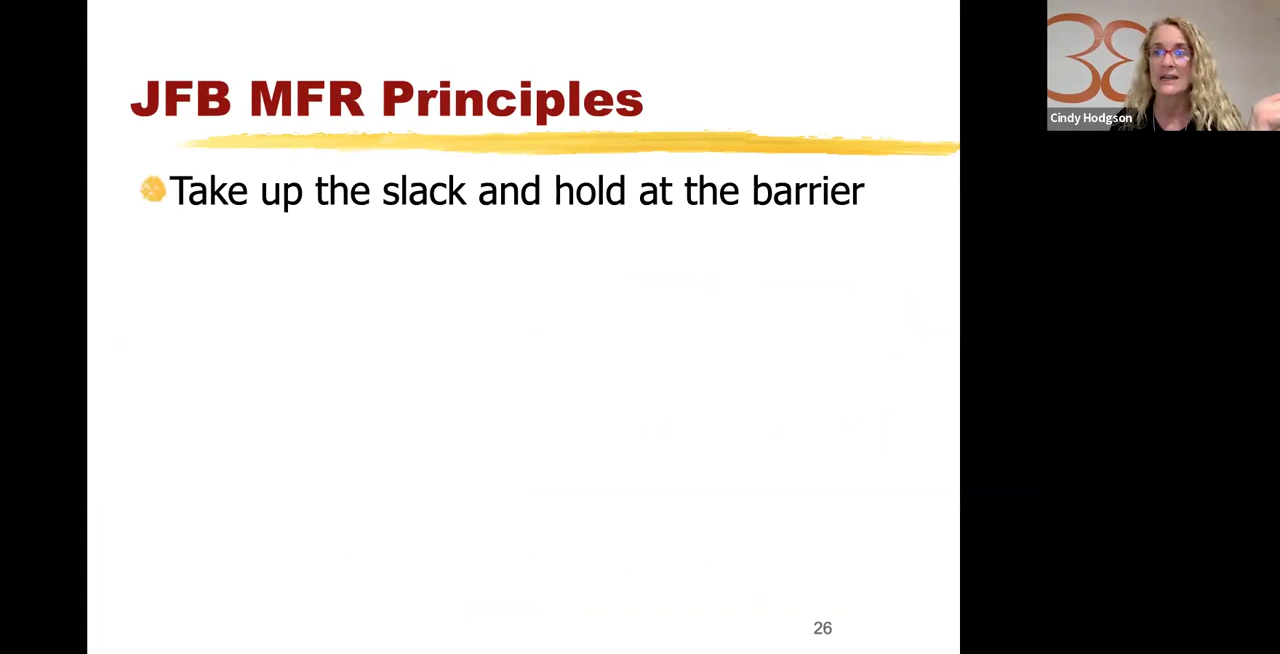 JFB MFR Principles
Take up the slack and hold at the barrier
26
Cindy Hodgson